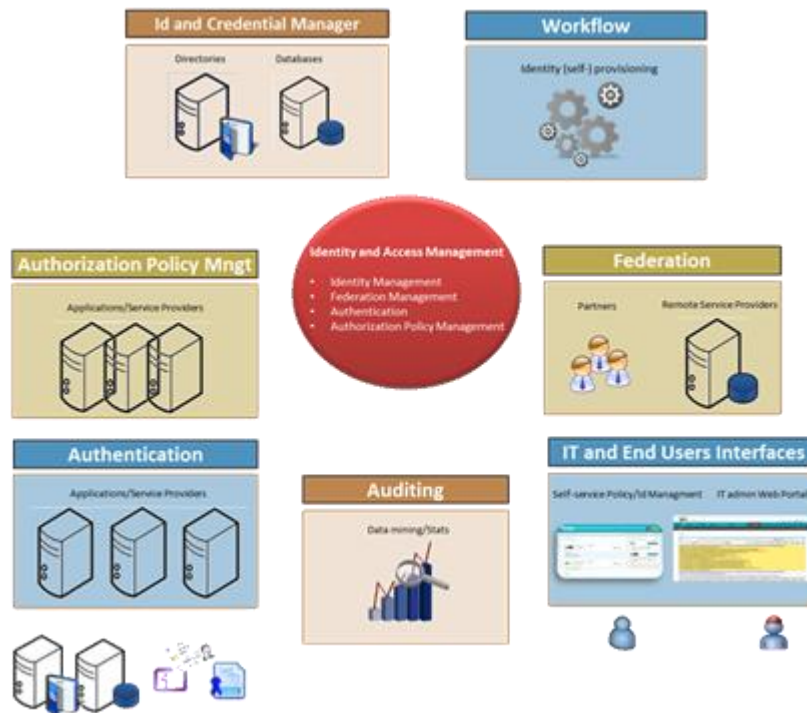 Id and Credential Manager
Directories
Databases
Workflow
Identity (self-) provisioning
Identity and Access Management
• Identity Management
• Federation Management
• Authentication
• Authorization Policy Management
Authorization Policy Mngt
Applications/Service Providers
Federation
Partners
Remote Service Providers
Authentication
Applications/Service Providers
Auditing
Data mining/Stats
IT and End Users Interfaces
Self-service Policy/Id Managment
IT admin Web Portal